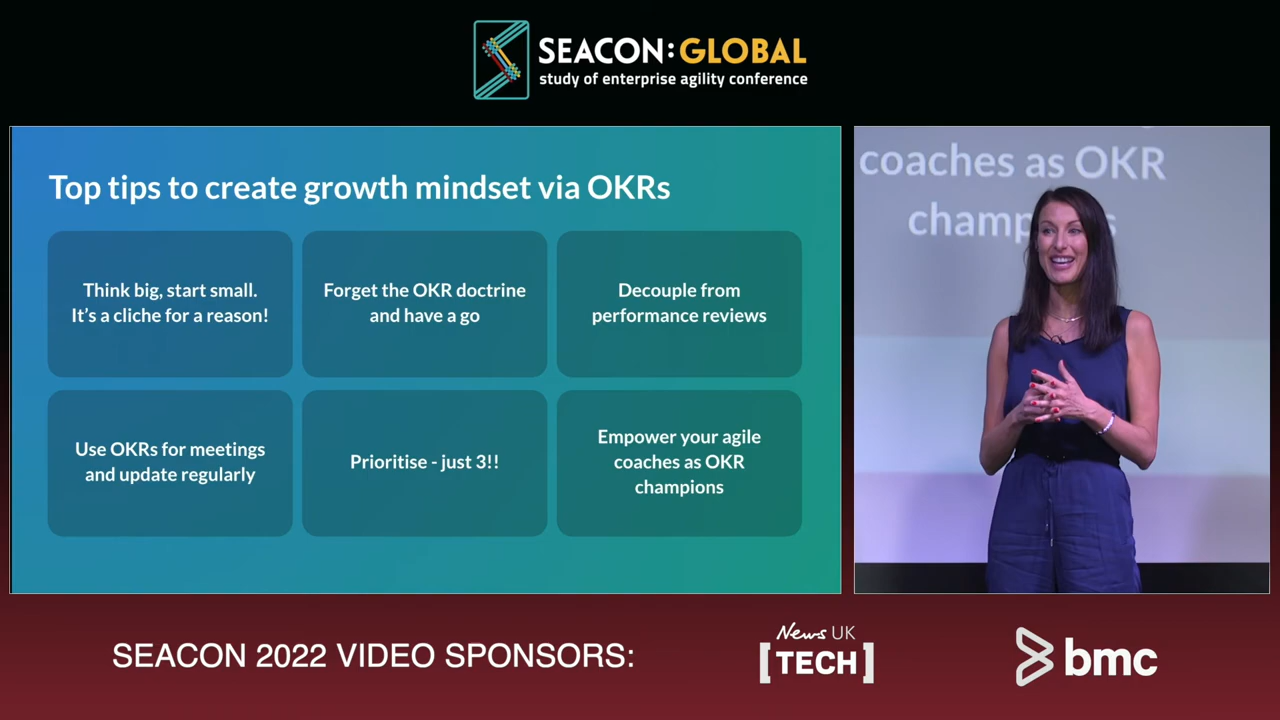 SEACON:GLOBAL
study of enterprise agility conference
Top tips to create growth mindset via OKRs
Think big, start small.
It's a cliche for a reason!
Forget the OKR doctrine
and have a go
Decouple from
performance reviews
Use OKRs for meetings
and update regularly
Prioritise - just 3!!
Empower your agile
coaches as OKR
champions
coaches as OKR
champ s
SEACON 2022 VIDEO SPONSORS:
News UK
[TECH]
bmc